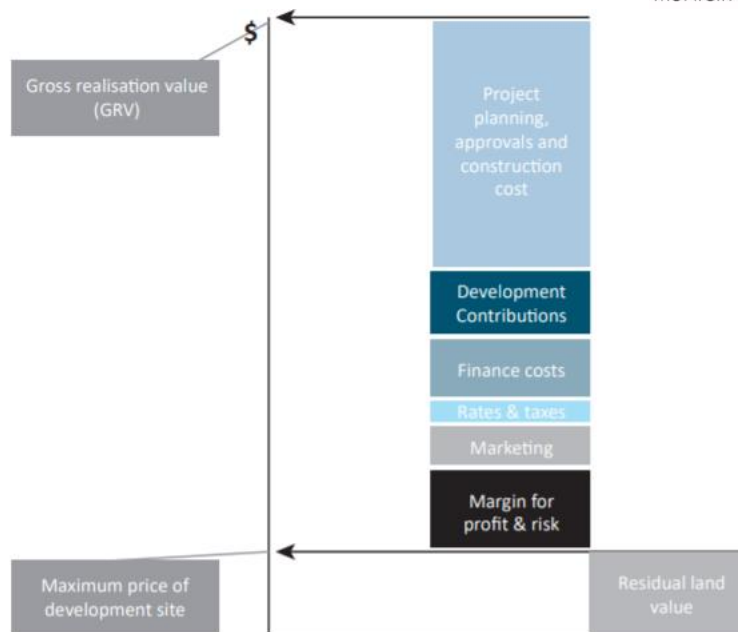 $
Gross realisation value
(GRV)
Project
planning,
approvals and
construction
cost
Development
Contributions
Finance costs
Rates & taxes
Marketing
Margin for
profit & risk
Maximum price of
development site
Residual land
value